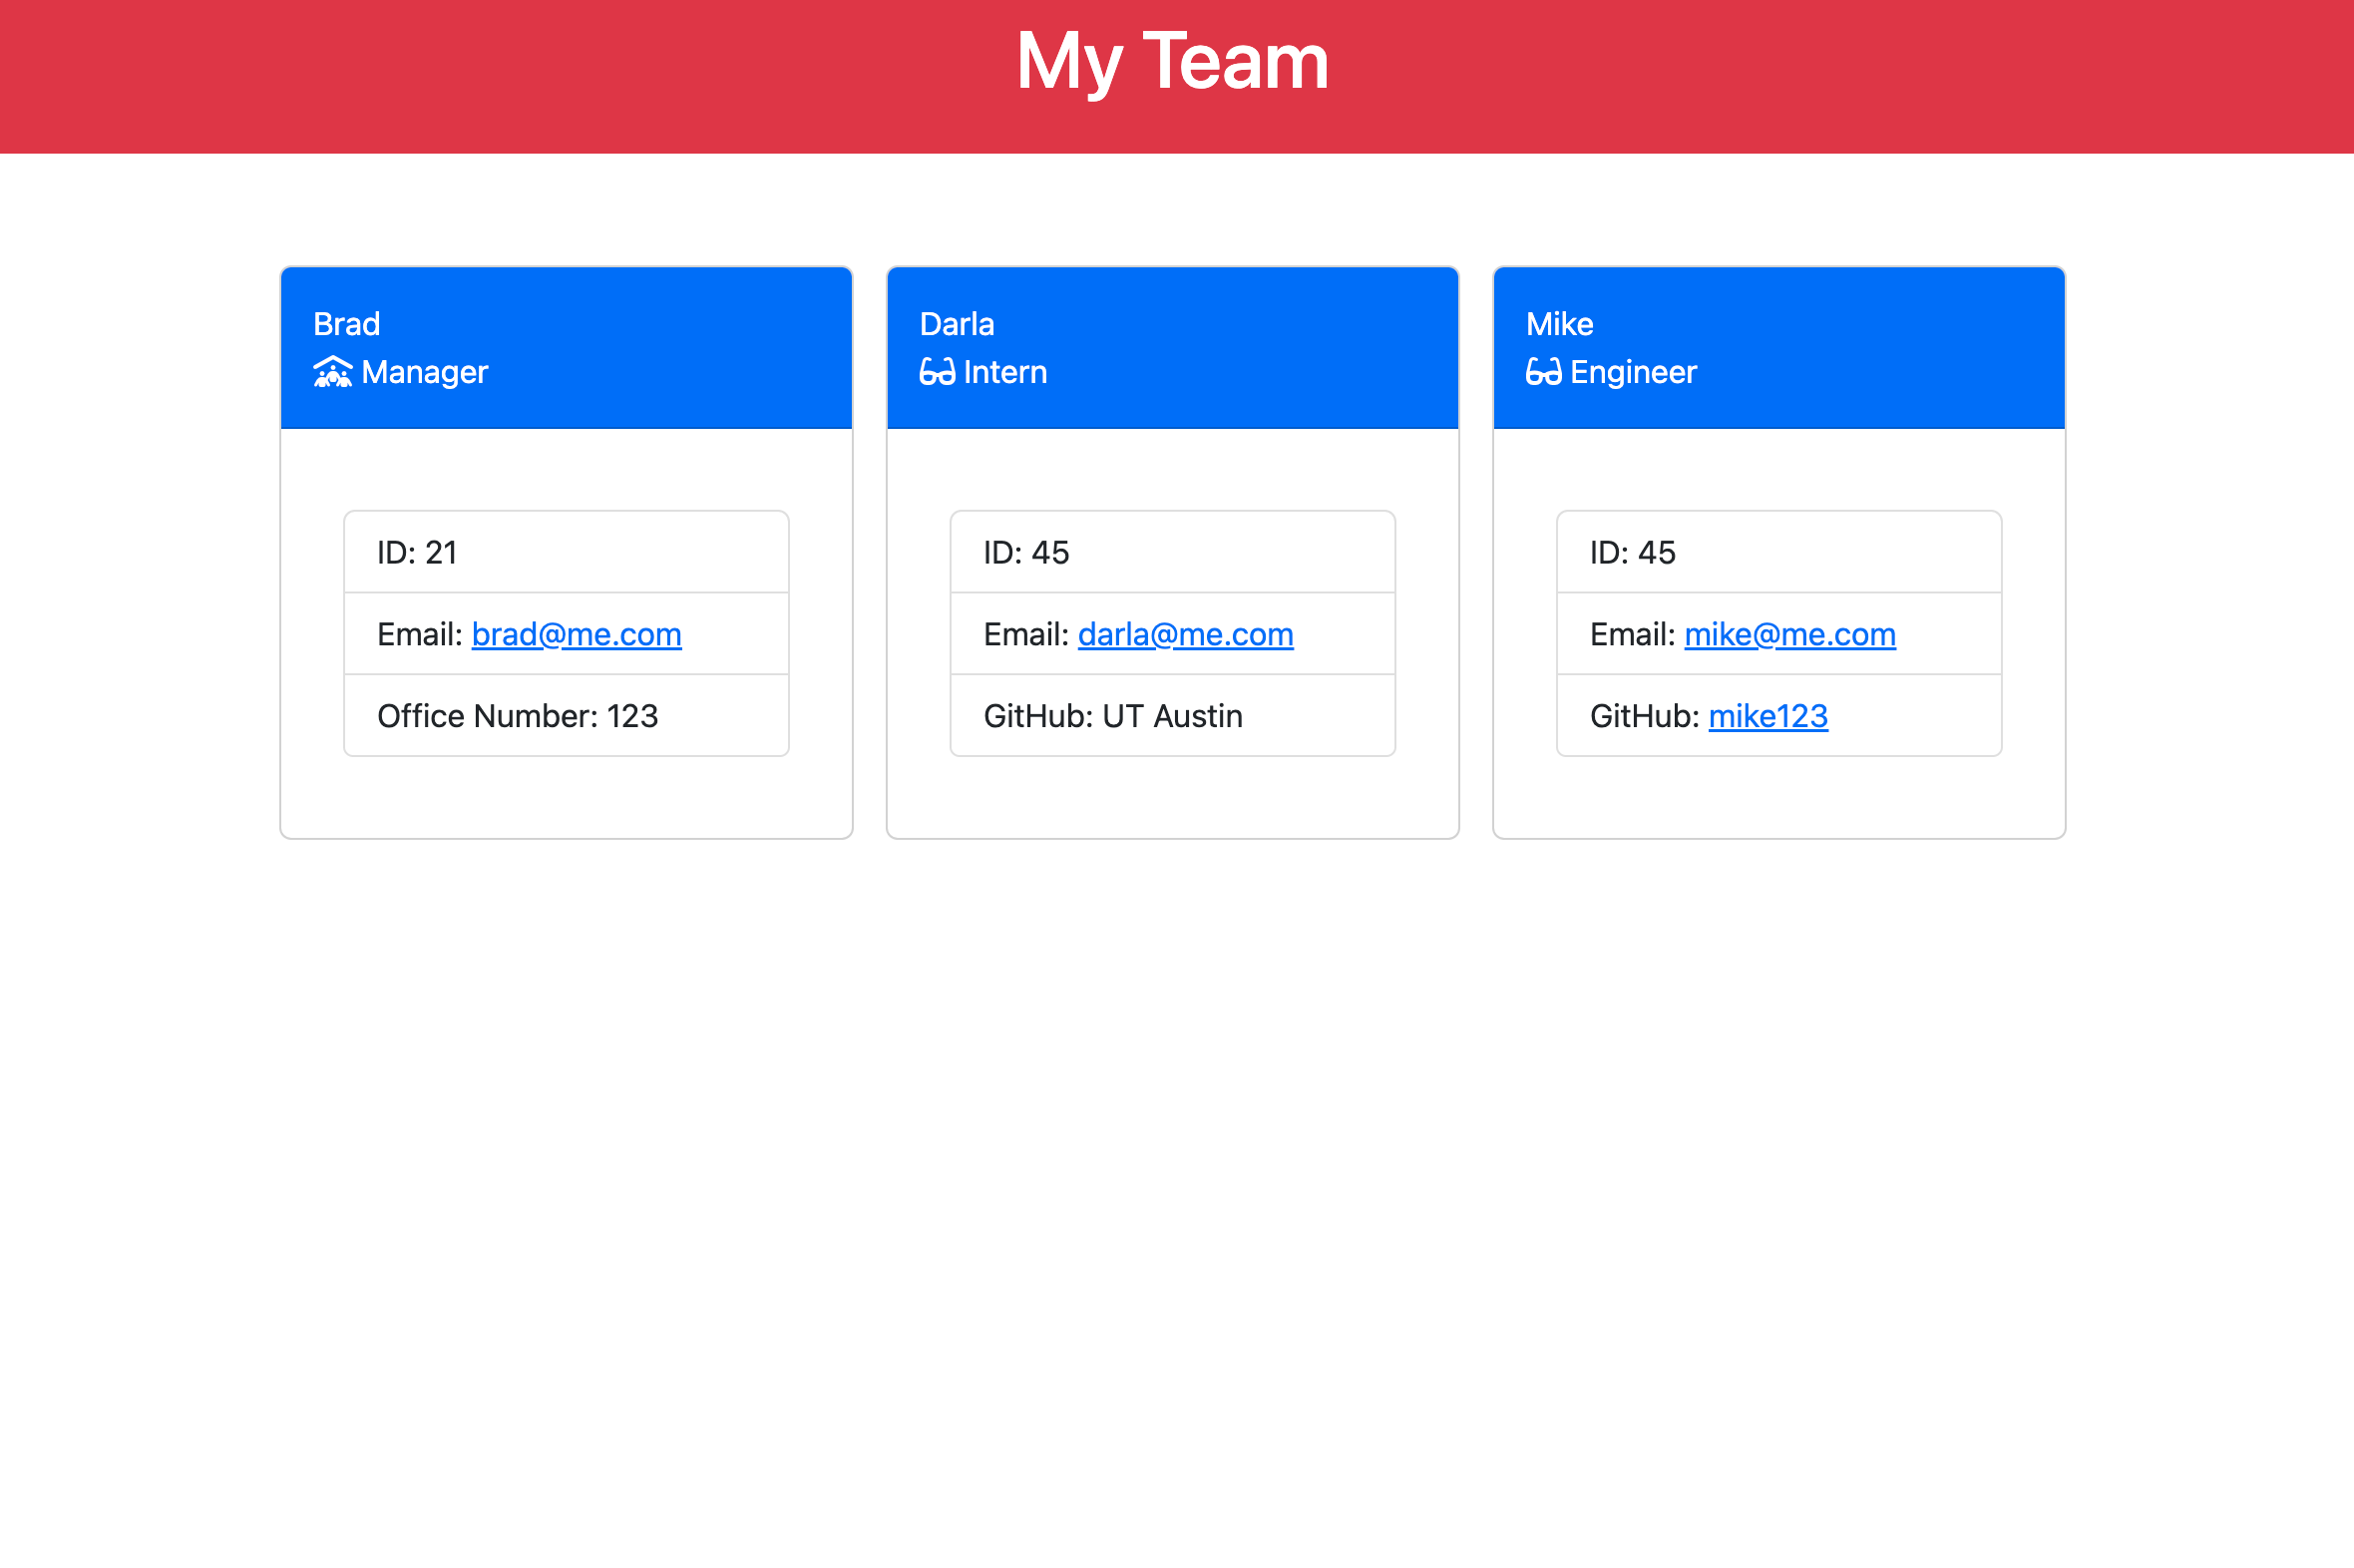 My Team
Brad
Manager
ID: 21
Email: brad@me.com
Office Number: 123
Darla
Intern
ID: 45
Email: darla@me.com
GitHub: UT Austin
Mike
Engineer
ID: 45
Email: mike@me.com
GitHub: mike123